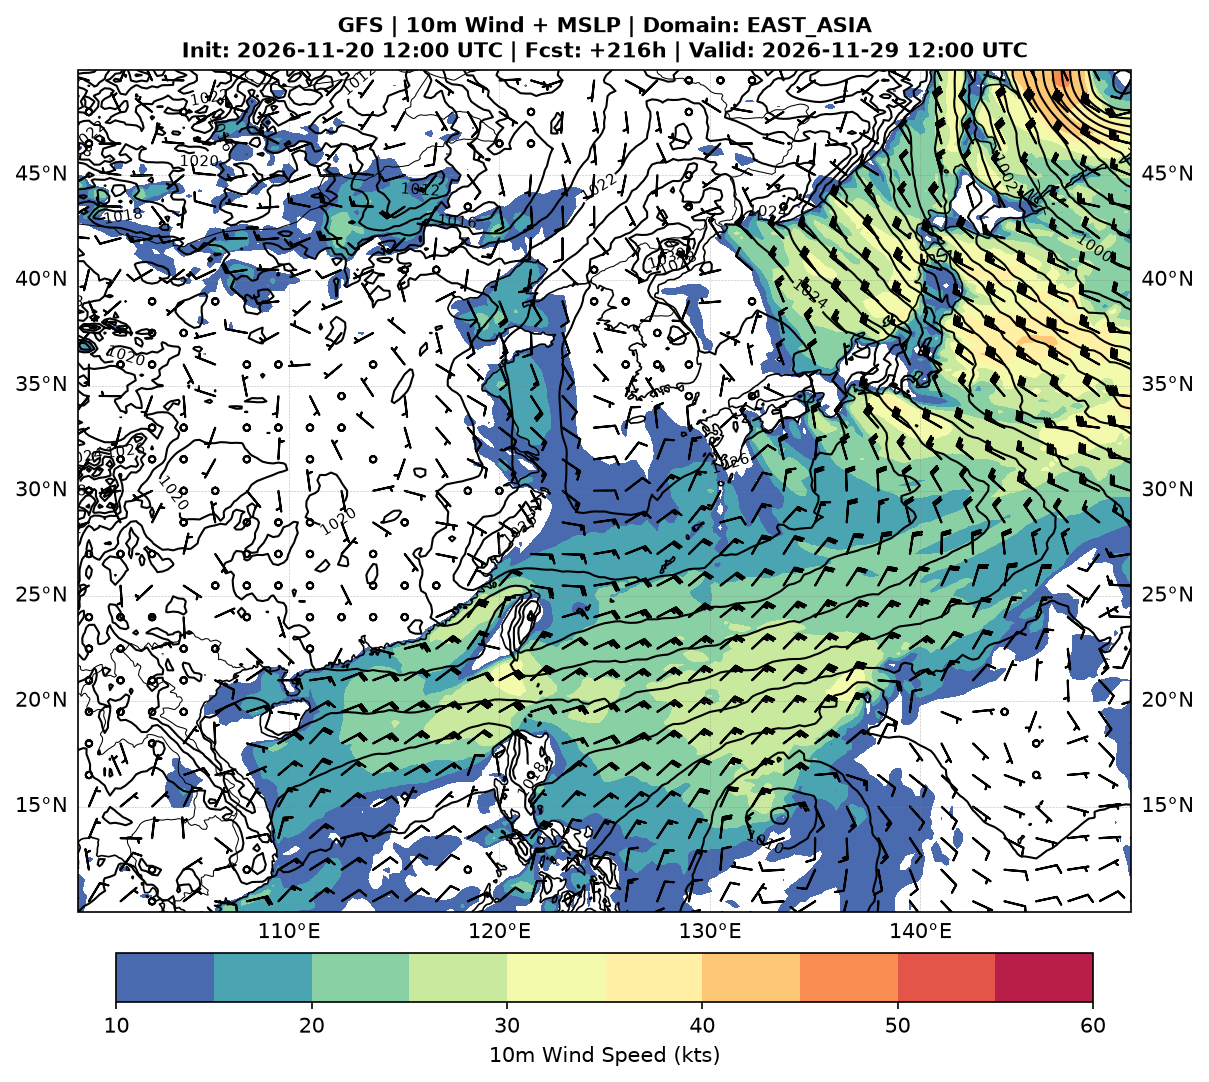 GFS | 10m Wind + MSLP | Domain: EAST_ASIA
Init: 2026-11-20 12:00 UTC | Fcst: +216h | Valid: 2026-11-29 12:00 UTC
1012
1020
1012
1018
1016
1022
1024
1000
1024
1020
1026
1020
1020
1010
45°N
40°N
35°N
30°N
25°N
20°N
15°N
45°N
40°N
35°N
30°N
25°N
20°N
15°N
110°E
120°E
130°E
140°E
10
20
30
40
50
60
10m Wind Speed (kts)